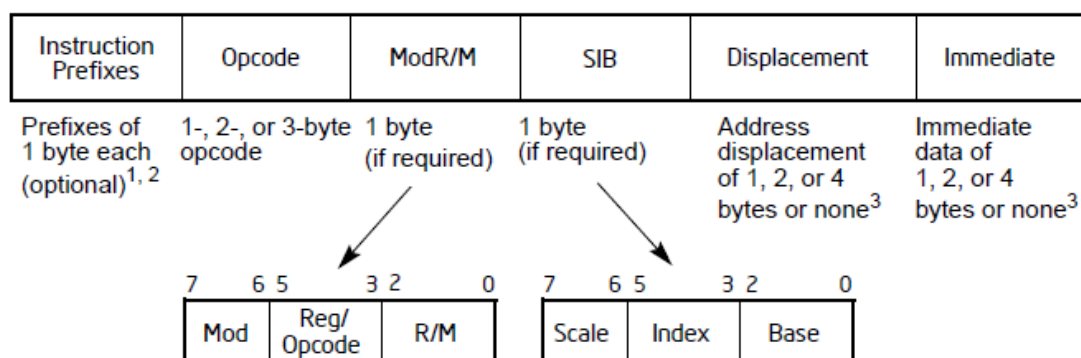 Instruction Prefixes
Opcode
ModR/M
SIB
Displacement
Immediate
Prefixes of
1 byte each
(optional)1, 2
1-, 2-, or 3-byte
opcode
1 byte
(if required)
1 byte
(if required)
Address
displacement
of 1, 2, or 4
bytes or none3
Immediate
data of
1, 2, or 4
bytes or none3
7 6 5 3 2 0
Mod
Reg/
Opcode
R/M
7 6 5 3 2 0
Scale
Index
Base